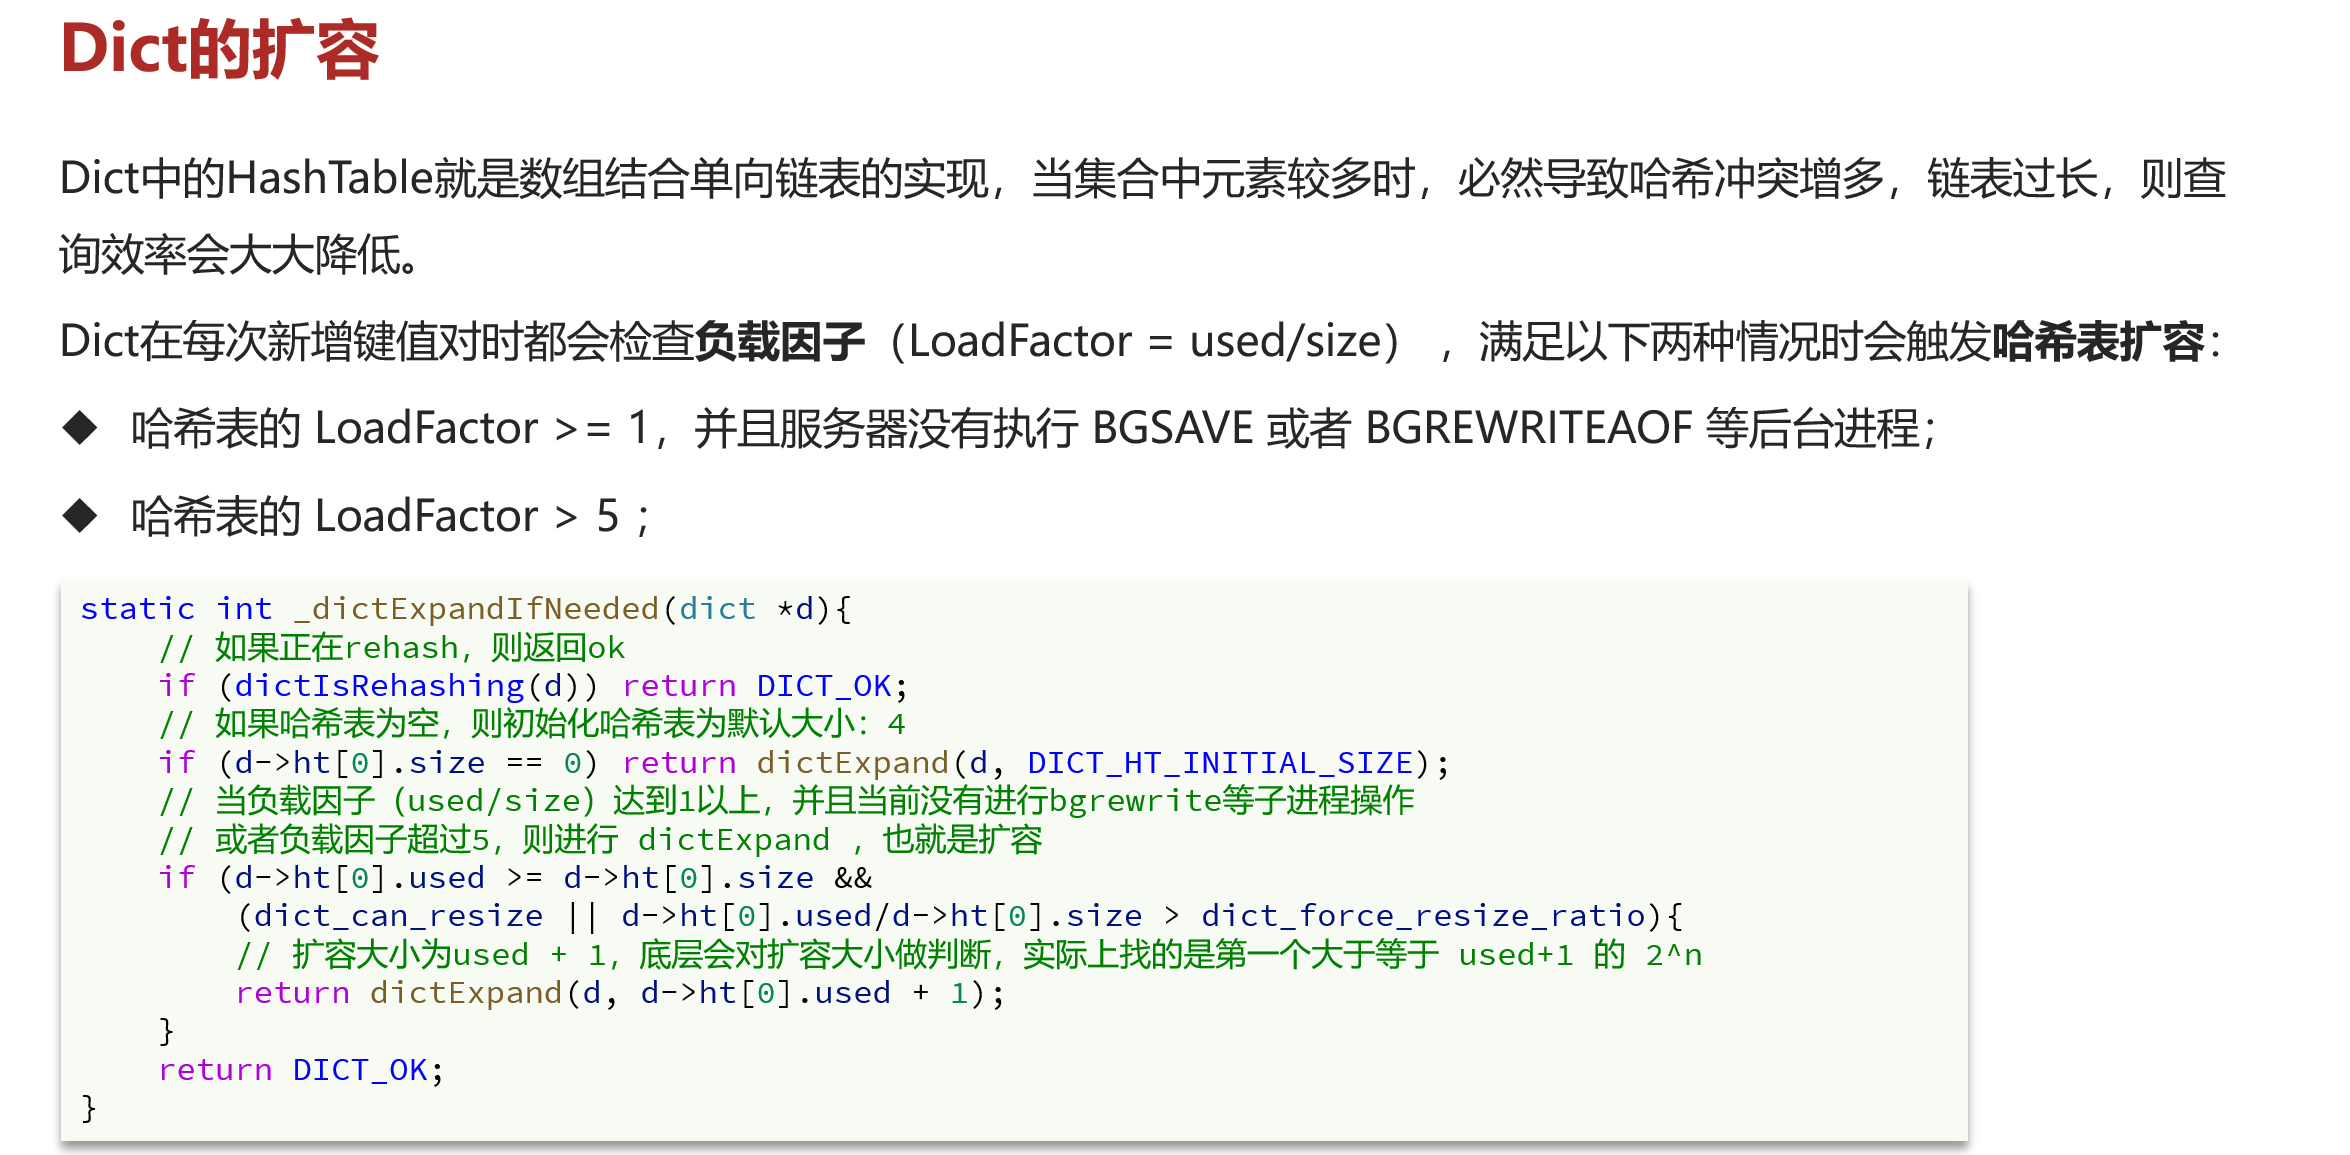 Dict的扩容
Dict中的HashTable就是数组结合单向链表的实现，当集合中元素较多时，必然导致哈希冲突增多，链表过长，则查
询效率会大大降低。
Dict在每次新增键值对时都会检查负载因子（LoadFactor = used/size） ，满足以下两种情况时会触发哈希表扩容：
◆ 哈希表的 LoadFactor >= 1，并且服务器没有执行 BGSAVE 或者 BGREWRITEAOF 等后台进程；
◆ 哈希表的 LoadFactor > 5 ；
static int _dictExpandIfNeeded(dict *d){
    // 如果正在rehash，则返回ok
    if (dictIsRehashing(d)) return DICT_OK;
    // 如果哈希表为空，则初始化哈希表为默认大小：4
    if (d->ht[0].size == 0) return dictExpand(d, DICT_HT_INITIAL_SIZE);
    // 当负载因子（used/size）达到1以上，并且当前没有进行bgrewrite等子进程操作
    // 或者负载因子超过5，则进行 dictExpand ，也就是扩容
    if (d->ht[0].used >= d->ht[0].size &&
        (dict_can_resize || d->ht[0].used/d->ht[0].size > dict_force_resize_ratio){
        // 扩容大小为used + 1，底层会对扩容大小做判断，实际上找的是第一个大于等于 used+1 的 2^n
        return dictExpand(d, d->ht[0].used + 1);
    }
    return DICT_OK;
}